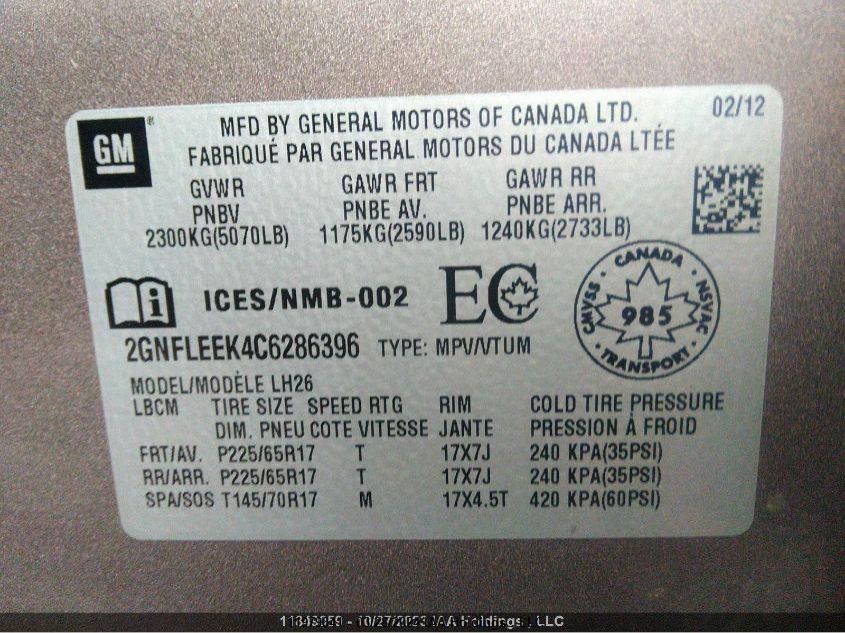 GM
®
MFD BY GENERAL MOTORS OF CANADA LTD.
02/12
FABRIQUÉ PAR GENERAL MOTORS DU CANADA LTÉE
GVWR GAWR FRT GAWR RR
PNBV PNBE AV. PNBE ARR.
2300KG(5070LB) 1175KG(2590LB) 1240KG(2733LB)
ICES/NMB-002 EC
CANADA
CMVSS 985 NSVAC
TRANSPORT
2GNFLEEK4C6286396 TYPE: MPV/VTUM
MODEL/MODÈLE LH26
LBCM TIRE SIZE SPEED RTG RIM COLD TIRE PRESSURE
DIM. PNEU COTE VITESSE JANTE PRESSION À FROID
FRT/AV. P225/65R17 T 17X7J 240 KPA(35PSI)
RR/ARR. P225/65R17 T 17X7J 240 KPA(35PSI)
SPA/SOS T145/70R17 M 17X4.5T 420 KPA(60PSI)
10/27/2023 Holdings, LLC